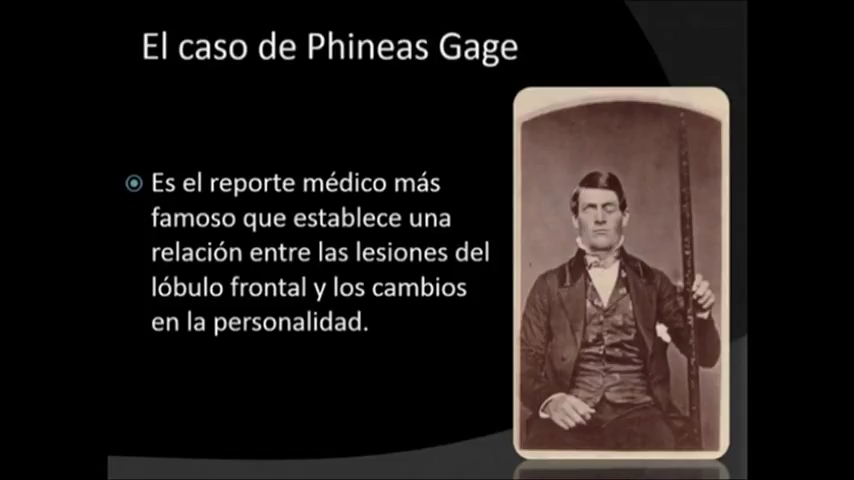 El caso de Phineas Gage
Es el reporte médico más
famoso que establece una
relación entre las lesiones del
lóbulo frontal y los cambios
en la personalidad.